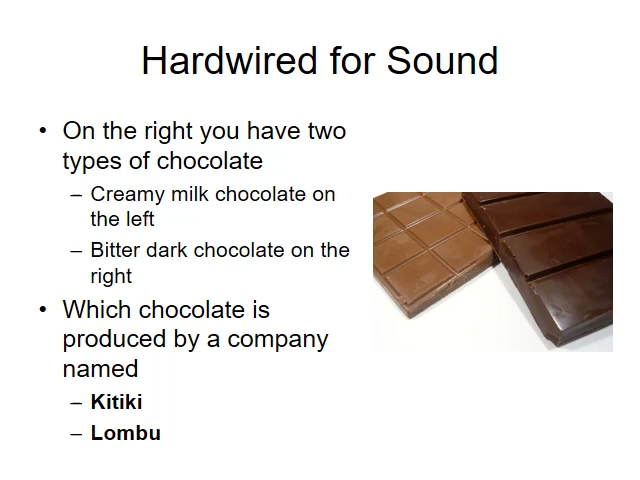 Hardwired for Sound
• On the right you have two
types of chocolate
– Creamy milk chocolate on
the left
– Bitter dark chocolate on the
right
• Which chocolate is
produced by a company
named
– Kitiki
– Lombu